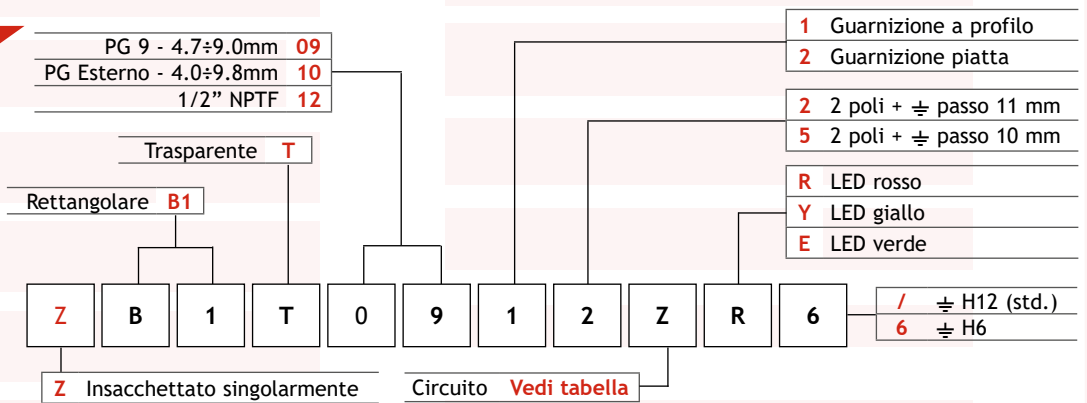 PG 9 - 4.7÷9.0mm 09
PG Esterno - 4.0÷9.8mm 10
1/2” NPTF 12
1 Guarnizione a profilo
2 Guarnizione piatta
2 2 poli + ⏚ passo 11 mm
5 2 poli + ⏚ passo 10 mm
Trasparente T
R LED rosso
Y LED giallo
E LED verde
Rettangolare B1
Z B 1 T 0 9 1 2 Z R 6
/ ⏚ H12 (std.)
6 ⏚ H6
Z Insacchettato singolarmente
Circuito Vedi tabella